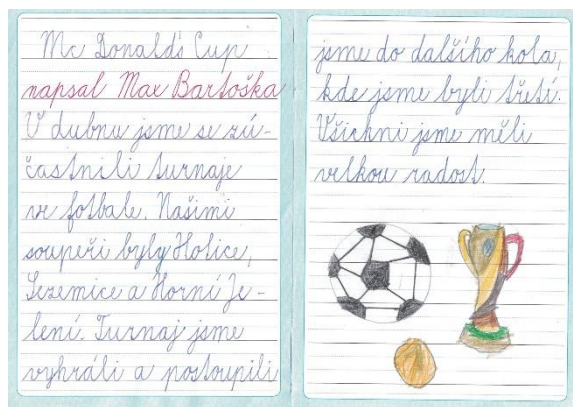 Mc Donald's Cup
napsal Max Bartoška
V dubnu jsme se zú-
častnili turnaje
ve fotbale. Našimi
soupeři byly Holice,
Sezemice a Horní Je-
lení. Turnaj jsme
vyhráli a postoupili
jsme do dalšího kola,
kde jsme byli třetí.
Všichni jsme měli
velkou radost.